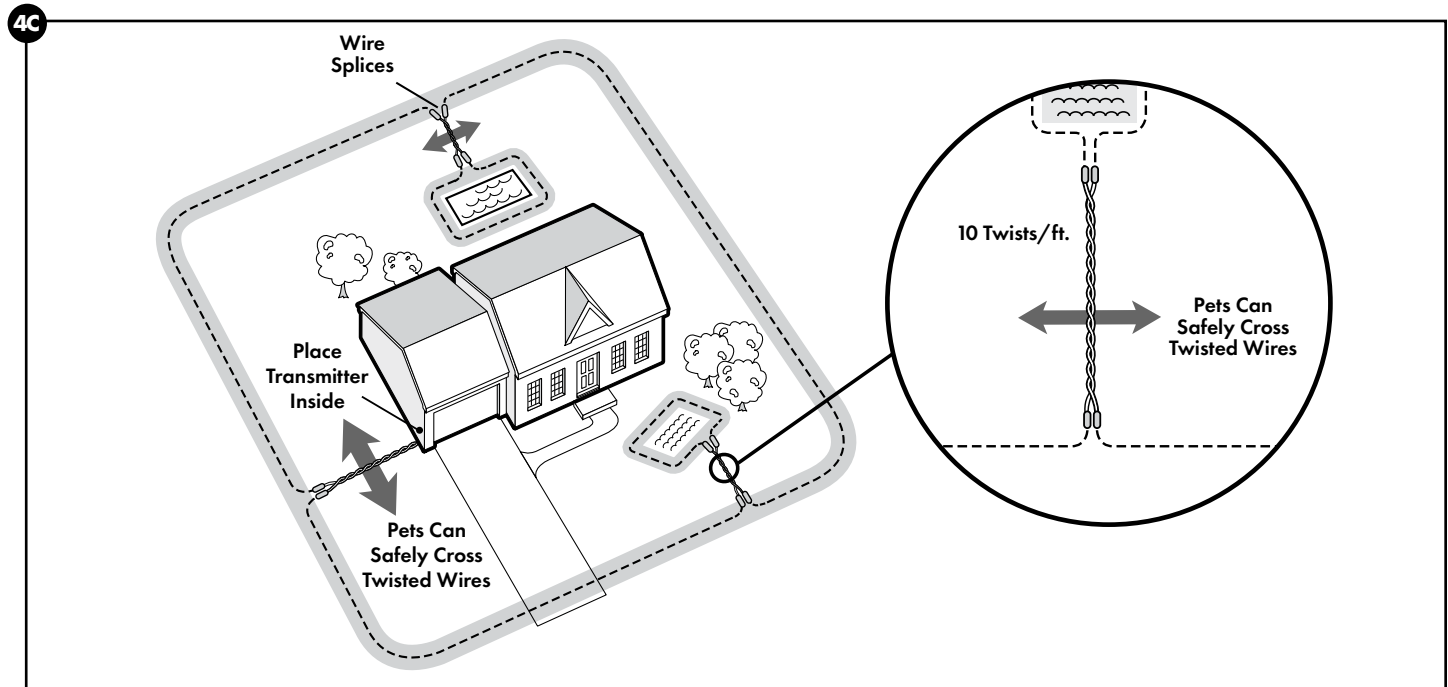 4C
Wire
Splices
Place
Transmitter
Inside
Pets Can
Safely Cross
Twisted Wires
10 Twists/ft.
Pets Can
Safely Cross
Twisted Wires